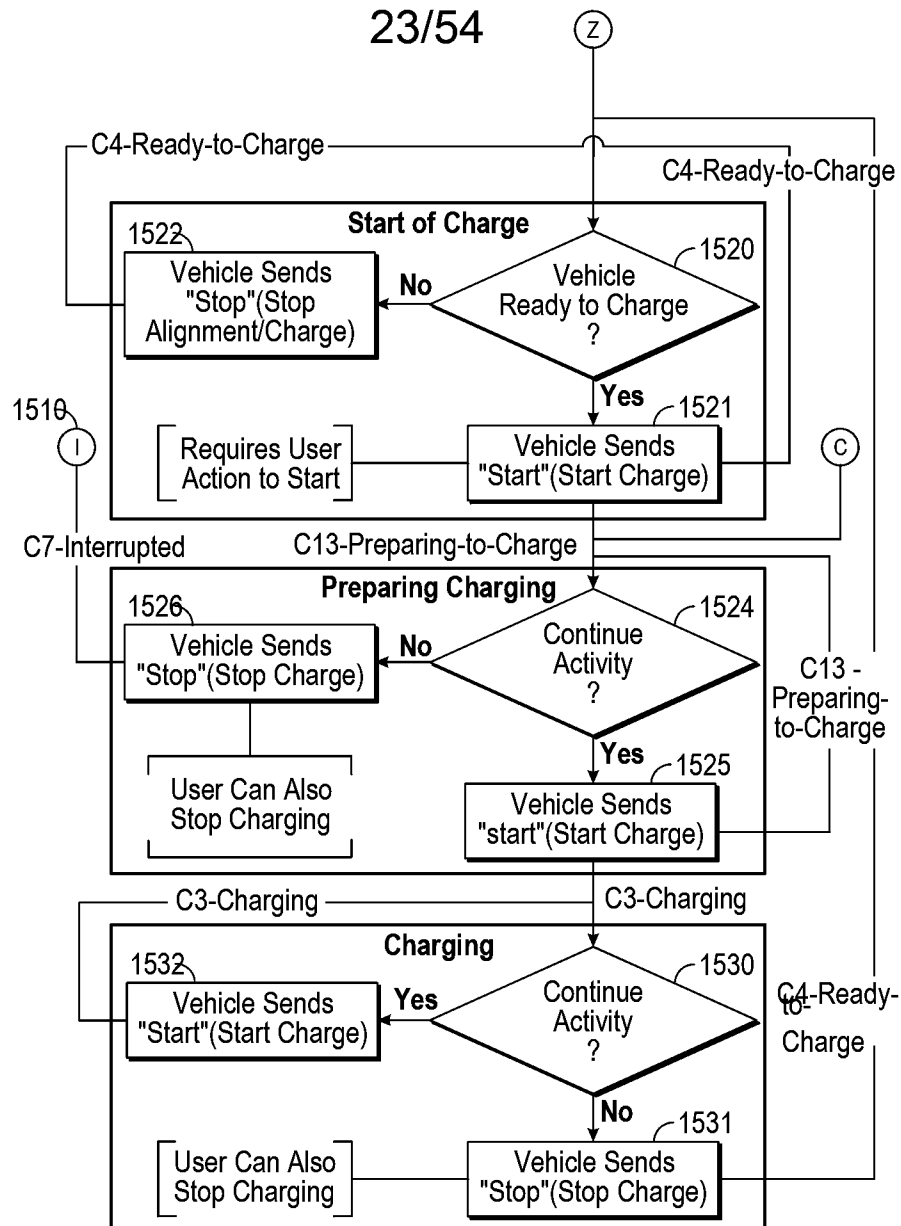 23/54
Z
C4-Ready-to-Charge
C4-Ready-to-Charge
Start of Charge
1522
Vehicle Sends
"Stop"(Stop
Alignment/Charge)
No
Vehicle
Ready to Charge
?
1520
Yes
1510
I
Requires User
Action to Start
1521
Vehicle Sends
"Start"(Start Charge)
C
C7-Interrupted
C13-Preparing-to-Charge
Preparing Charging
1526
Vehicle Sends
"Stop"(Stop Charge)
No
Continue
Activity
?
1524
C13 -
Preparing-
to-Charge
Yes
User Can Also
Stop Charging
1525
Vehicle Sends
"start"(Start Charge)
C3-Charging
C3-Charging
Charging
1532
Vehicle Sends
"Start"(Start Charge)
Yes
Continue
Activity
?
1530
C4-Ready-
to-
Charge
No
User Can Also
Stop Charging
1531
Vehicle Sends
"Stop"(Stop Charge)